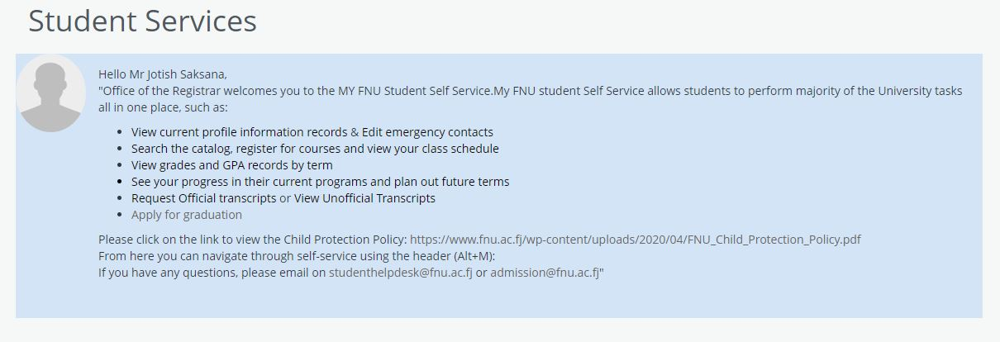 Student Services
Hello Mr Jotish Saksana,
"Office of the Registrar welcomes you to the MY FNU Student Self Service.My FNU student Self Service allows students to perform majority of the University tasks
all in one place, such as:
• View current profile information records & Edit emergency contacts
• Search the catalog, register for courses and view your class schedule
• View grades and GPA records by term
• See your progress in their current programs and plan out future terms
• Request Official transcripts or View Unofficial Transcripts
• Apply for graduation
Please click on the link to view the Child Protection Policy: https://www.fnu.ac.fj/wp-content/uploads/2020/04/FNU_Child_Protection_Policy.pdf
From here you can navigate through self-service using the header (Alt+M):
If you have any questions, please email on studenthelpdesk@fnu.ac.fj or admission@fnu.ac.fj"